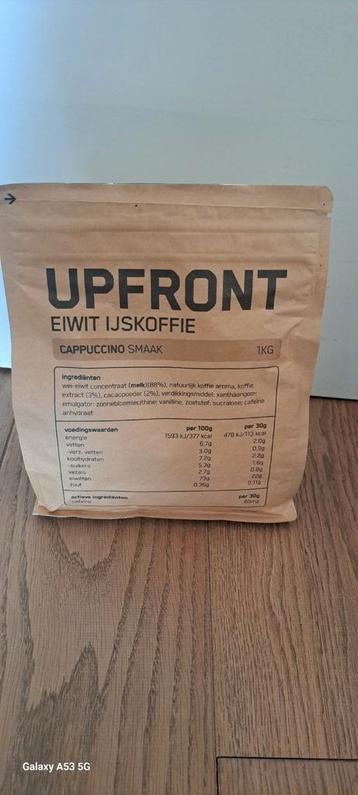 UPFRONT
EIWIT IJSKOFFIE
CAPPUCCINO SMAAK 1KG
ingrediënten
wei-eiwit concentraat (melk)(88%), natuurlijk koffie aroma, koffie
extract (3%), cacaopoeder (2%), verdikkingsmiddel: xanthaangom;
emulgator: zonnebloemlecithine; vanilline, zoetstof: sucralose; cafeïne
anhydraat
voedingswaarden per 100g per 30g
energie 1593 kJ/377 kcal 478 kJ/113 kcal
vetten 6.7g 2.0g
-verz. vetten 3.0g 0.9g
koolhydraten 7.2g 2.2g
-suikers 5.3g 1.6g
vezels 2.7g 0.8g
eiwitten 73g 22g
zout 0.36g 0.11g
actieve ingrediënten per 30g
cafeïne 60mg
Galaxy A53 5G